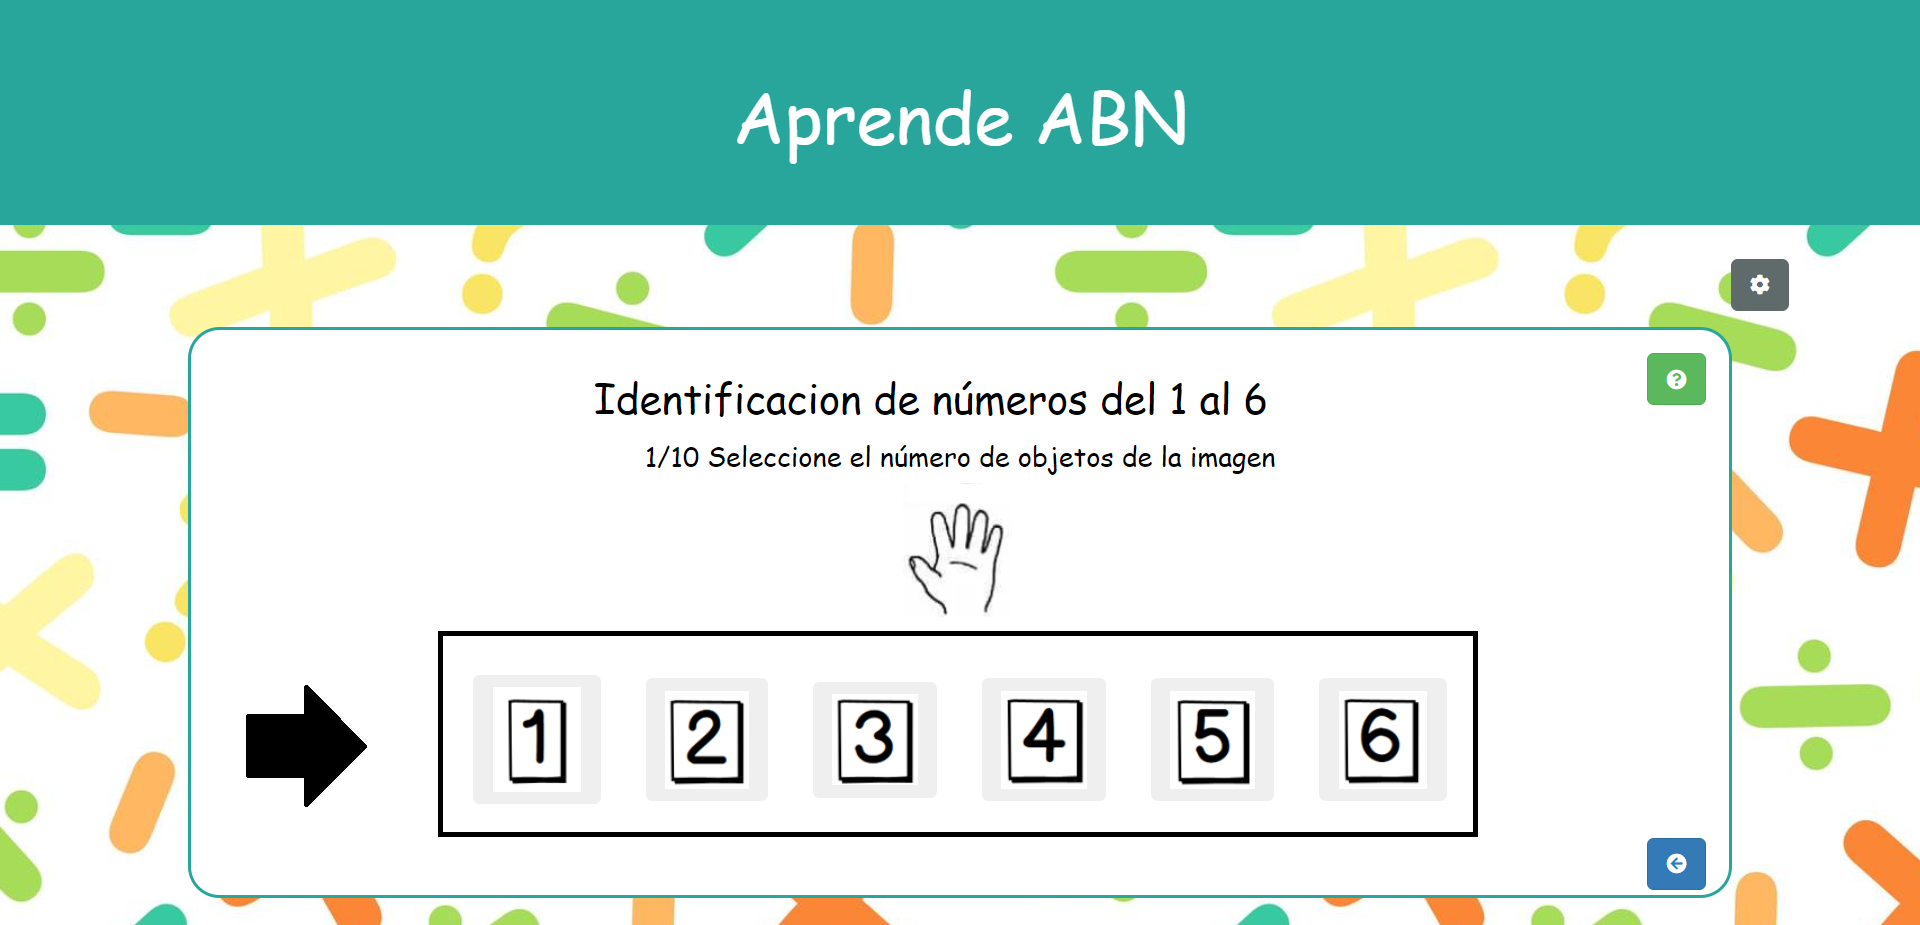 Aprende ABN
Identificacion de números del 1 al 6
1/10 Seleccione el número de objetos de la imagen
1 2 3 4 5 6